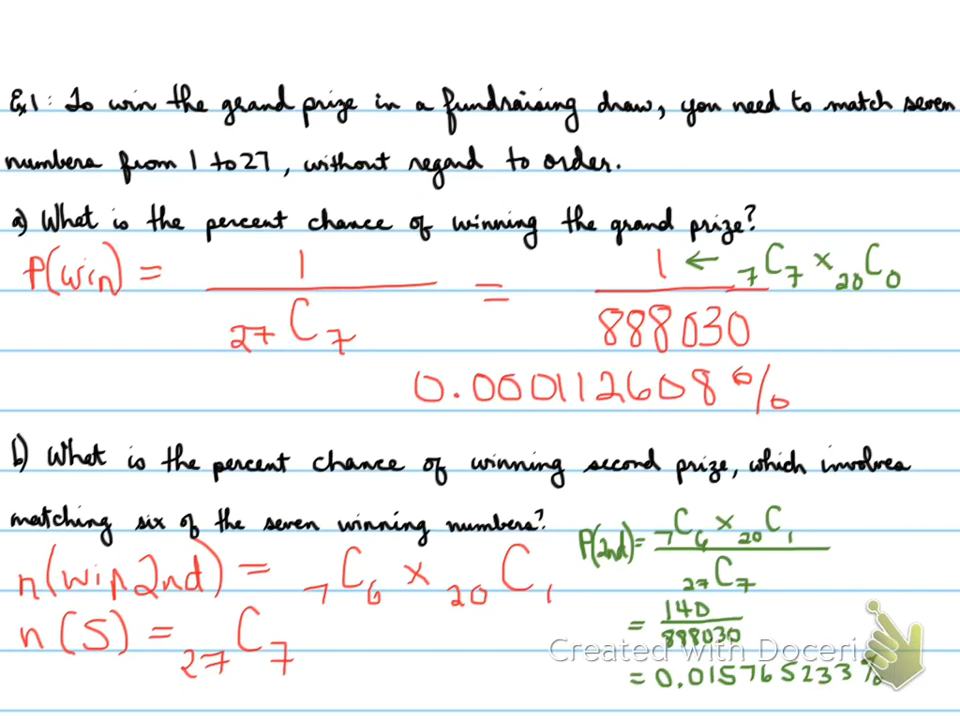 Ex1: To win the grand prize in a fundraising draw, you need to match seven
numbers from 1 to 27, without regard to order.
a) What is the percent chance of winning the grand prize?
P(win) = 1 / ₂₇C₇ = 1 / 888030 ← ₇C₇ × ₂₀C₀
0.000112608%
b) What is the percent chance of winning second prize, which involves
matching six of the seven winning numbers?
n(win 2nd) = ₇C₆ × ₂₀C₁
n(S) = ₂₇C₇
P(2nd) = ₇C₆ × ₂₀C₁ / ₂₇C₇
= 140 / 888030
= 0.015765233%
Created with Doceri